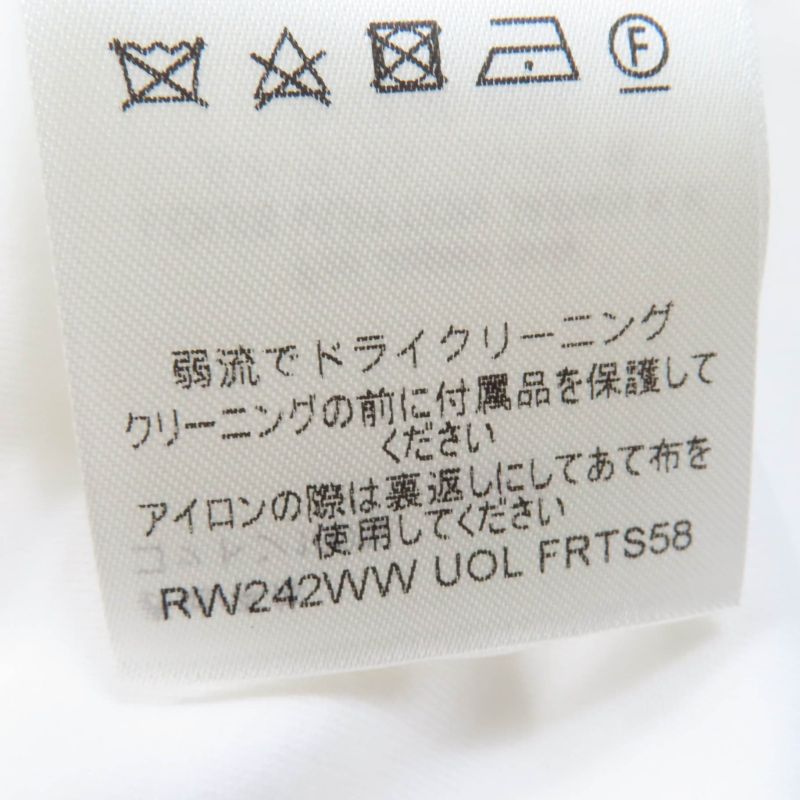 F
弱流でドライクリーニング
クリーニングの前に付属品を保護して
ください
アイロンの際は裏返しにしてあて布を
使用してください
RW242WW UOL FRTS58